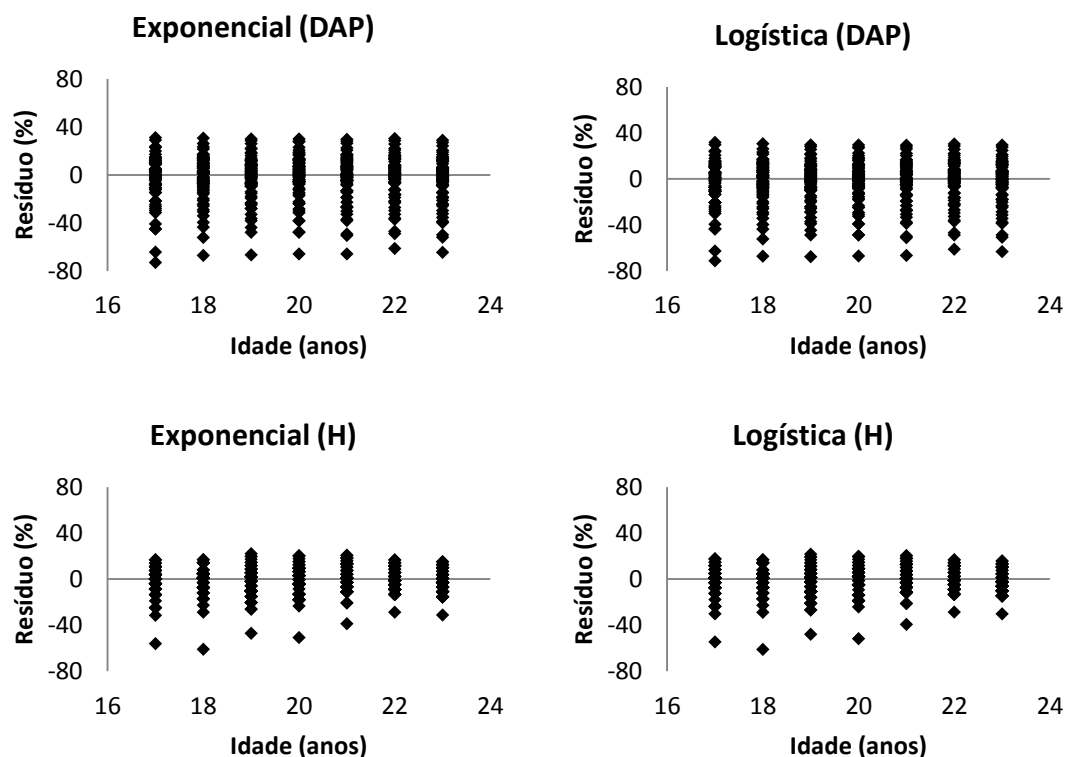 Exponencial (DAP)
80
40
0
-40
-80
Resíduo (%)
16 18 20 22 24
Idade (anos)
Logística (DAP)
80
40
0
-40
-80
Resíduo (%)
16 18 20 22 24
Idade (anos)
Exponencial (H)
80
40
0
-40
-80
Resíduo (%)
16 18 20 22 24
Idade (anos)
Logística (H)
80
40
0
-40
-80
Resíduo (%)
16 18 20 22 24
Idade (anos)